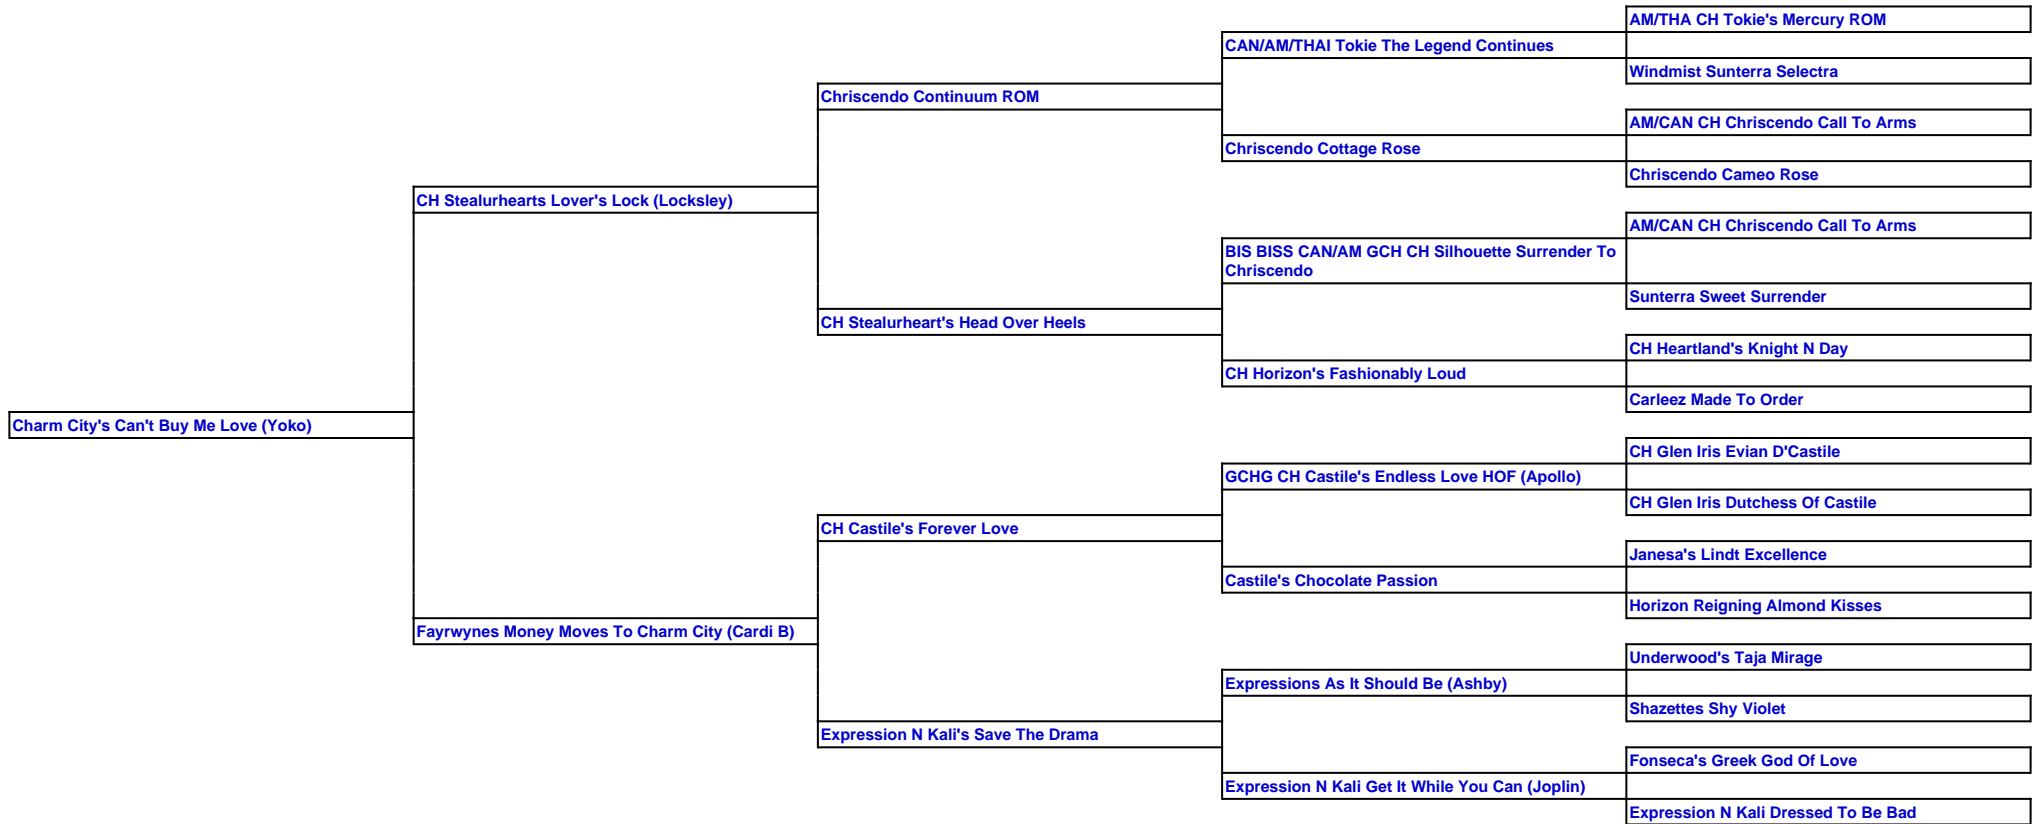 AM/THA CH Tokie's Mercury ROM
CAN/AM/THAI Tokie The Legend Continues
Windmist Sunterra Selectra
Chriscendo Continuum ROM
AM/CAN CH Chriscendo Call To Arms
Chriscendo Cottage Rose
Chriscendo Cameo Rose
CH Stealurhearts Lover's Lock (Locksley)
AM/CAN CH Chriscendo Call To Arms
BIS BISS CAN/AM GCH CH Silhouette Surrender To
Chriscendo
Sunterra Sweet Surrender
CH Stealurheart's Head Over Heels
CH Heartland's Knight N Day
CH Horizon's Fashionably Loud
Carleez Made To Order
Charm City's Can't Buy Me Love (Yoko)
CH Glen Iris Evian D'Castile
GCHG CH Castile's Endless Love HOF (Apollo)
CH Glen Iris Dutchess Of Castile
CH Castile's Forever Love
Janesa's Lindt Excellence
Castile's Chocolate Passion
Horizon Reigning Almond Kisses
Fayrwynes Money Moves To Charm City (Cardi B)
Underwood's Taja Mirage
Expressions As It Should Be (Ashby)
Shazettes Shy Violet
Expression N Kali's Save The Drama
Fonseca's Greek God Of Love
Expression N Kali Get It While You Can (Joplin)
Expression N Kali Dressed To Be Bad